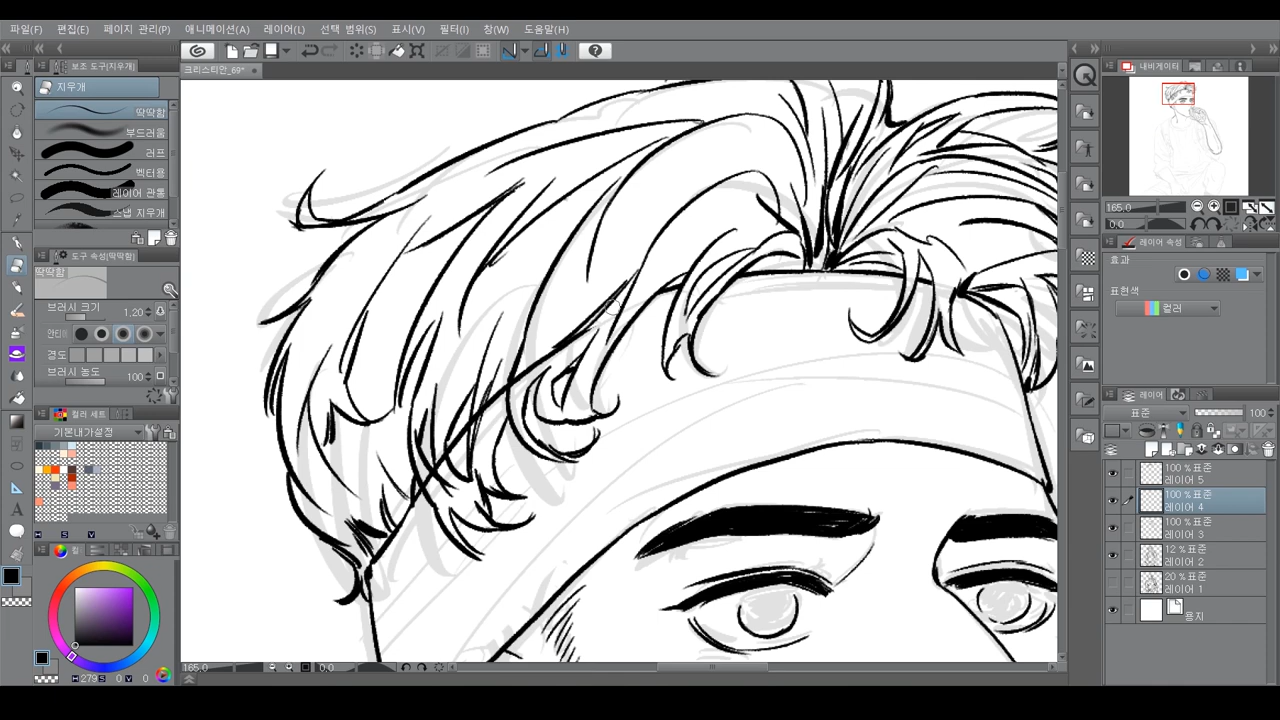 파일(F) 편집(E) 페이지 관리(P) 애니메이션(A) 레이어(L) 선택 범위(S) 표시(V) 필터(I) 창(W) 도움말(H)
보조 도구[지우개]
지우개
딱딱함
부드러움
러프
벡터용
레이어 관통
스냅 지우개
도구 속성[딱딱함]
딱딱함
브러시 크기 1.20
안티
경도
브러시 농도 100
컬러 세트
기본내가설정
H S V
H 279 S 0 V 0
크리스티안_69*
165.0 0.0
내비게이터
165.0
0.0
레이어 속성
효과
표현색
컬러
레이어
표준 100
100 % 표준
레이어 5
100 % 표준
레이어 4
100 % 표준
레이어 3
12 % 표준
레이어 2
20 % 표준
레이어 1
용지